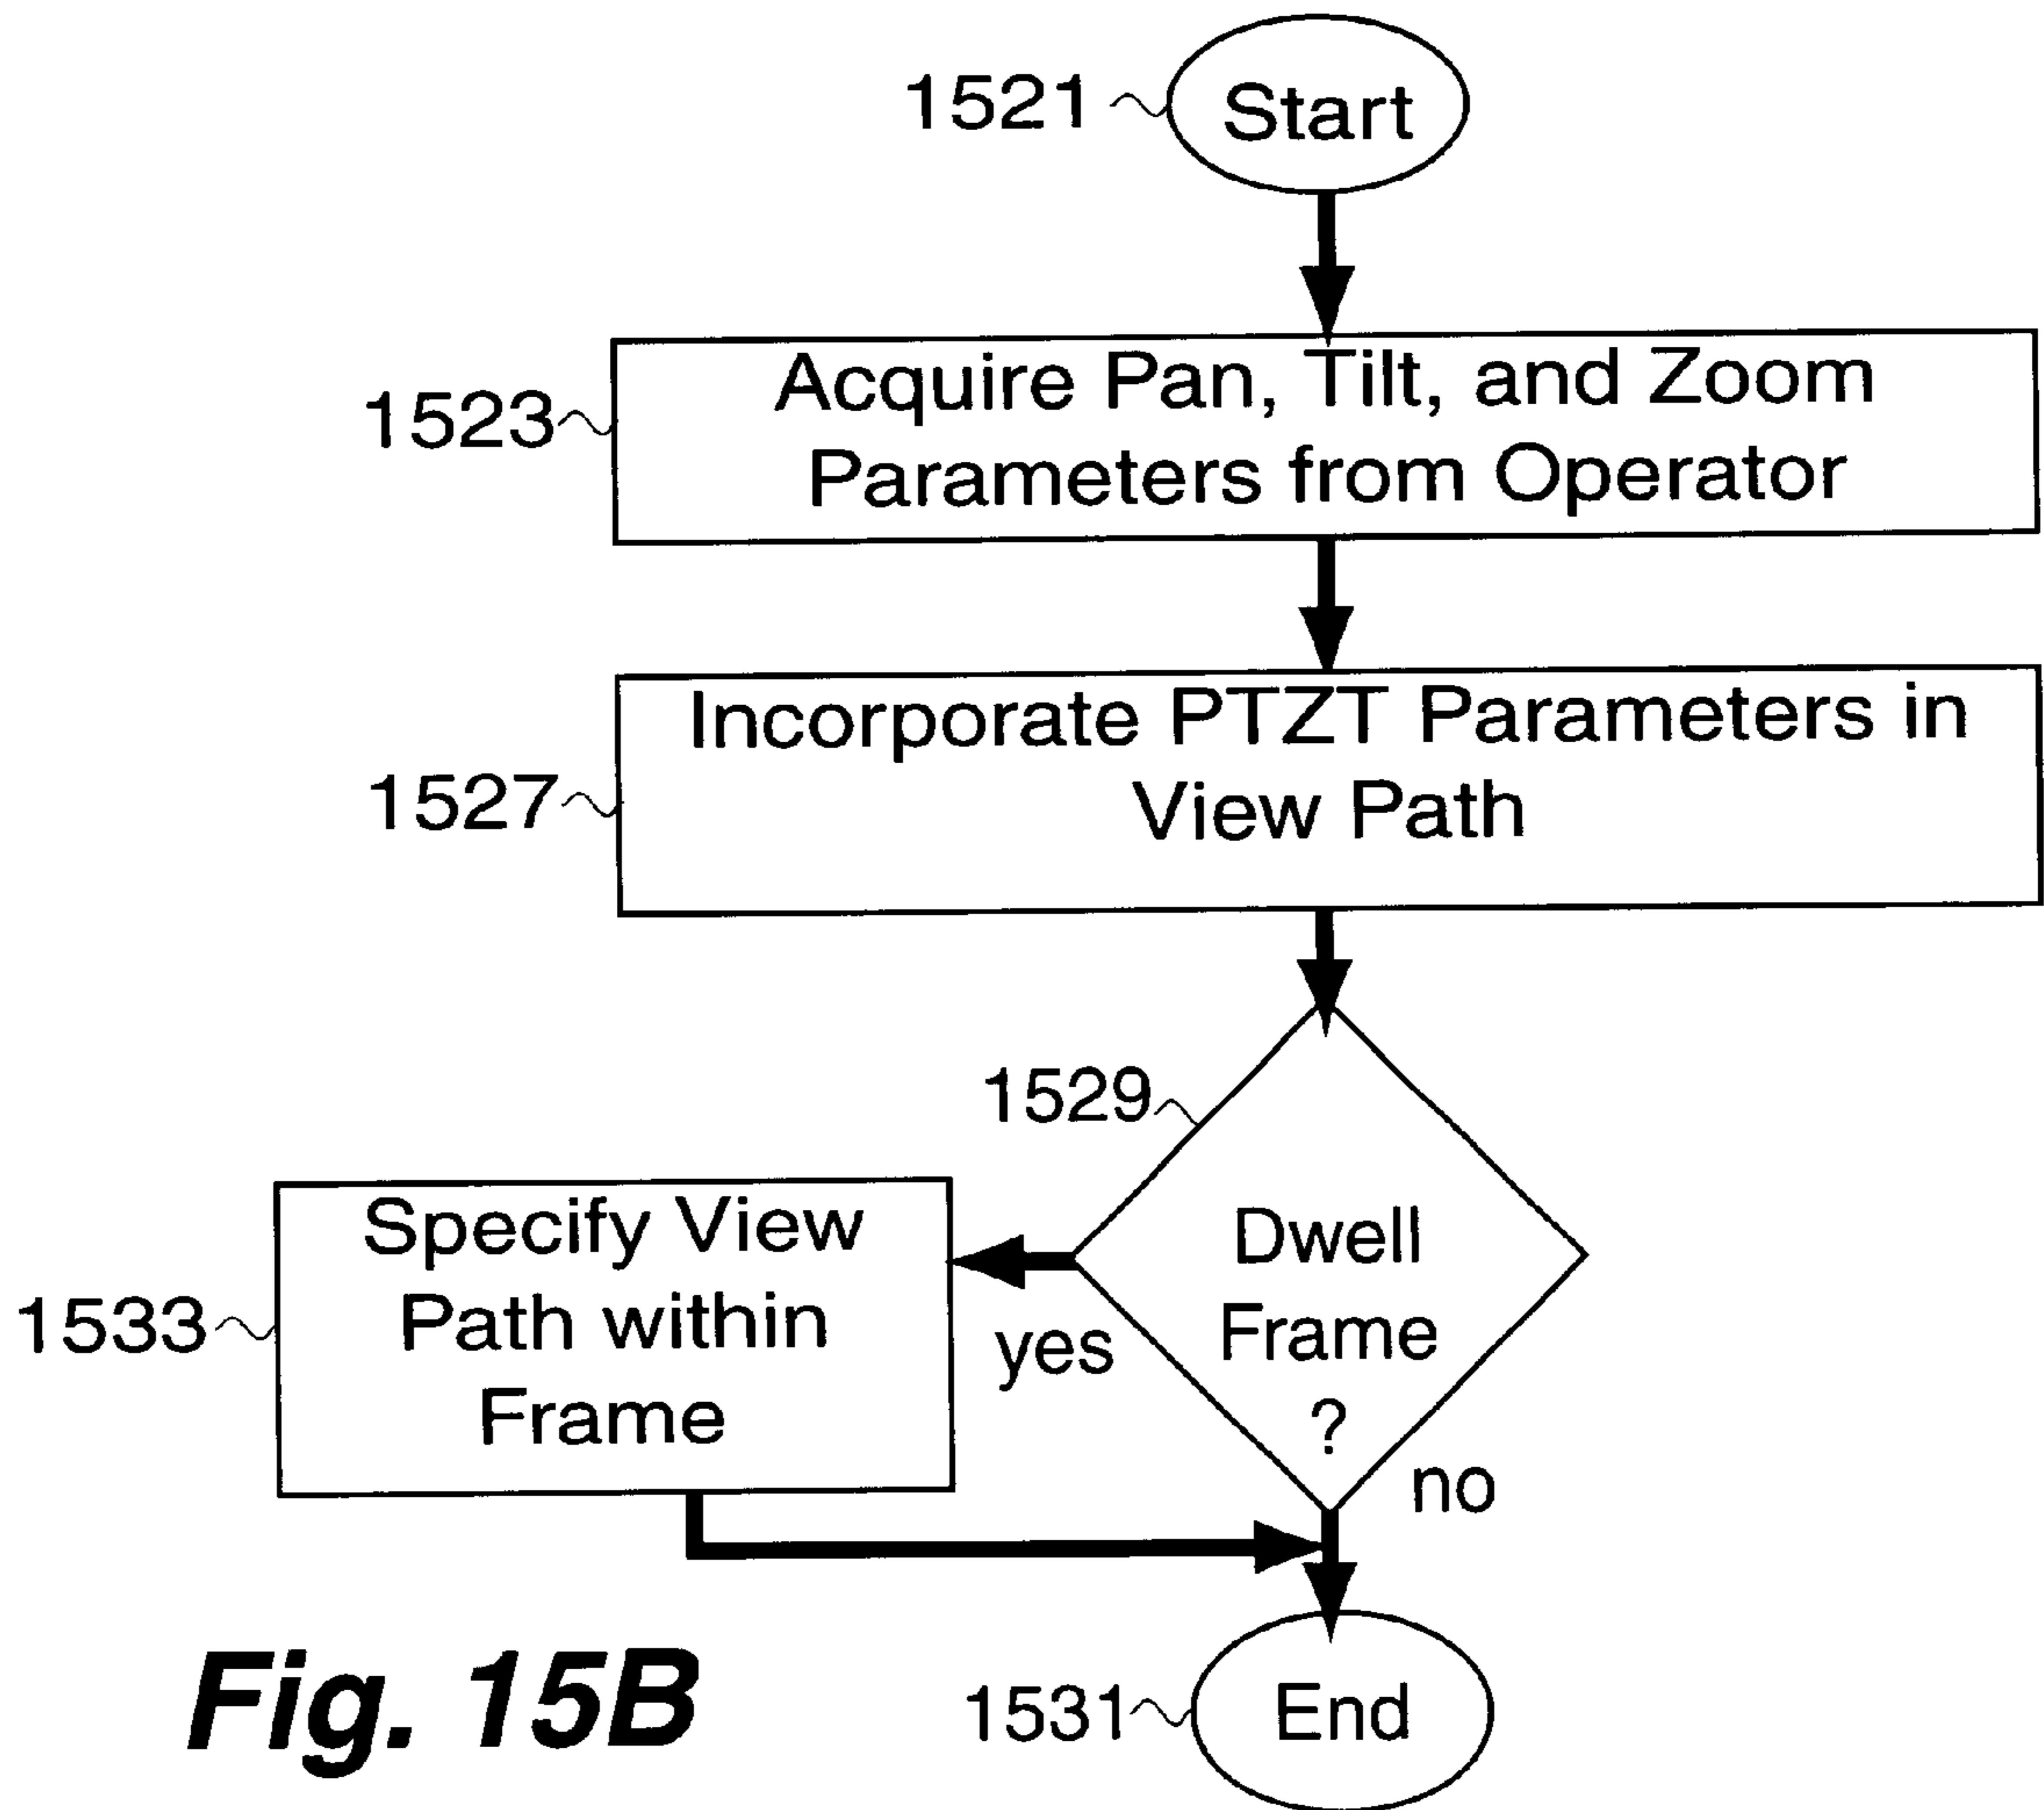 1521
Start
1523
Acquire Pan, Tilt, and Zoom
Parameters from Operator
1527
Incorporate PTZT Parameters in
View Path
1529
Dwell
Frame
?
yes
no
1533
Specify View
Path within
Frame
1531
End
Fig. 15B